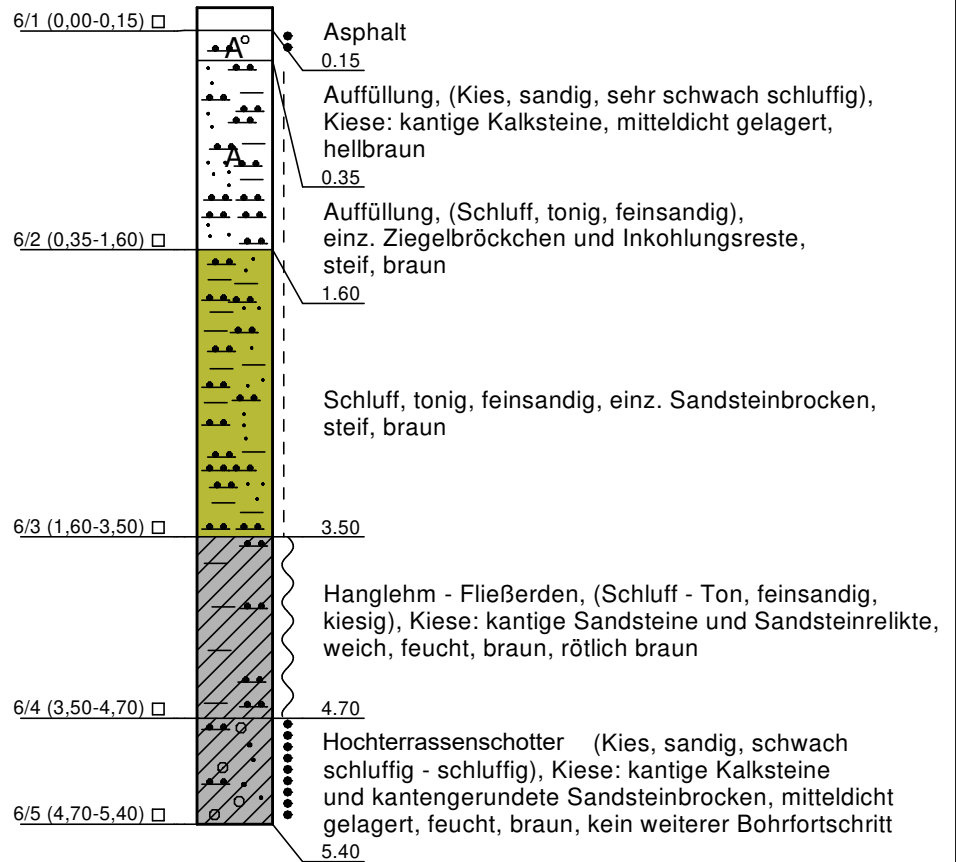 6/1 (0,00-0,15)
Asphalt
0.15
A
Auffüllung, (Kies, sandig, sehr schwach schluffig),
Kiese: kantige Kalksteine, mitteldicht gelagert,
hellbraun
0.35
A
Auffüllung, (Schluff, tonig, feinsandig),
einz. Ziegelbröckchen und Inkohlungsreste,
steif, braun
6/2 (0,35-1,60)
1.60
Schluff, tonig, feinsandig, einz. Sandsteinbrocken,
steif, braun
6/3 (1,60-3,50)
3.50
Hanglehm - Fließerden, (Schluff - Ton, feinsandig,
kiesig), Kiese: kantige Sandsteine und Sandsteinrelikte,
weich, feucht, braun, rötlich braun
6/4 (3,50-4,70)
4.70
Hochterrassenschotter (Kies, sandig, schwach
schluffig - schluffig), Kiese: kantige Kalksteine
und kantengerundete Sandsteinbrocken, mitteldicht
gelagert, feucht, braun, kein weiterer Bohrfortschritt
6/5 (4,70-5,40)
5.40